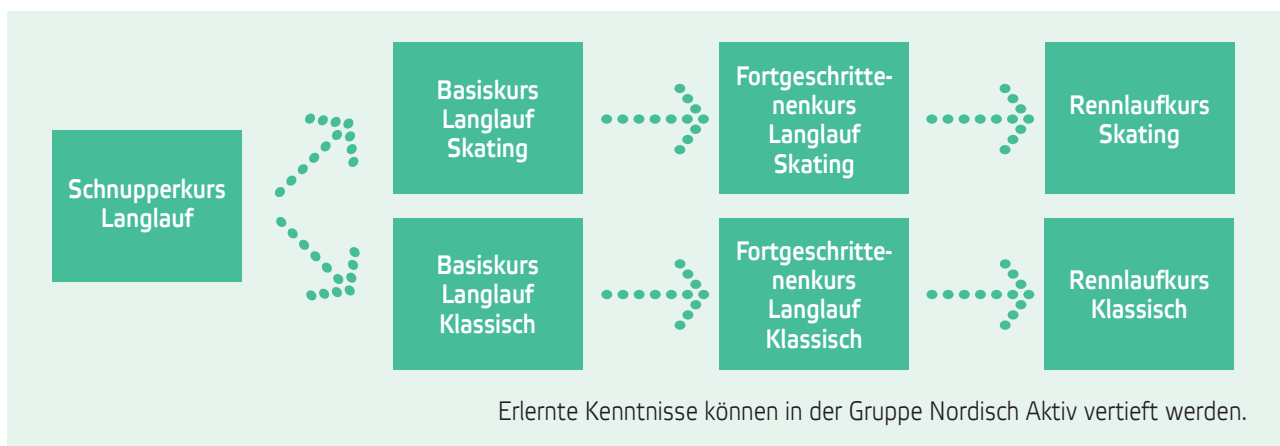 Schnupperkurs
Langlauf
Basiskurs
Langlauf
Skating
Fortgeschritte-
nenkurs
Langlauf
Skating
Rennlaufkurs
Skating
Basiskurs
Langlauf
Klassisch
Fortgeschritte-
nenkurs
Langlauf
Klassisch
Rennlaufkurs
Klassisch
Erlernte Kenntnisse können in der Gruppe Nordisch Aktiv vertieft werden.